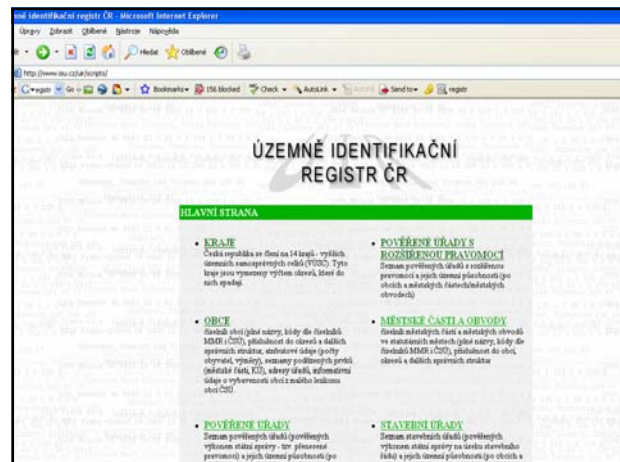 mně identifikační registr ČR - Microsoft Internet Explorer
Úpravy Zobrazit Oblíbené Nástroje Nápověda
Hledat Oblíbené
http://www.isu.cz/uir/scripts/
Go Bookmarks 156 blocked Check AutoLink Send to registr
ÚZEMNĚ IDENTIFIKAČNÍ
REGISTR ČR
HLAVNÍ STRANA
KRAJE
Česká republika se člení na 14 krajů - vyšších
územních samosprávných celků (VÚSC). Tyto
kraje jsou vymezeny výčtem okresů, které do
nich spadají.
POVĚŘENÉ ÚŘADY S
ROZŠÍŘENOU PRAVOMOCÍ
Seznam pověřených úřadů s rozšířenou
pravomocí a jejich územní působnosti (po
obcích a městských částech/městských
obvodech)
OBCE
číselník obcí (plné názvy, kódy dle číselníků
MMR i ČSÚ), příslušnost do okresů a dalších
správních struktur, atributové údaje (počty
obyvatel, výměry), seznamy podřízených prvků
(městské části, KÚ), adresy úřadů, informativní
údaje o vybavenosti obcí z malého lexikonu
obcí ČSÚ.
MĚSTSKÉ ČÁSTI A OBVODY
číselník městských částí a městských obvodů
ve statutárních městech (plné názvy, kódy dle
číselníků MMR i ČSÚ), příslušnost do obcí,
okresů a dalších správních struktur
POVĚŘENÉ ÚŘADY
Seznam pověřených úřadů (pověřených
výkonem státní správy - tzv. přenesené
pravomoci) a jejich územní působnosti (po
STAVEBNÍ ÚŘADY
Seznam stavebních úřadů (pověřených
výkonem státní správy na úseku stavebního
řádu) a jejich územní působnosti (po obcích a